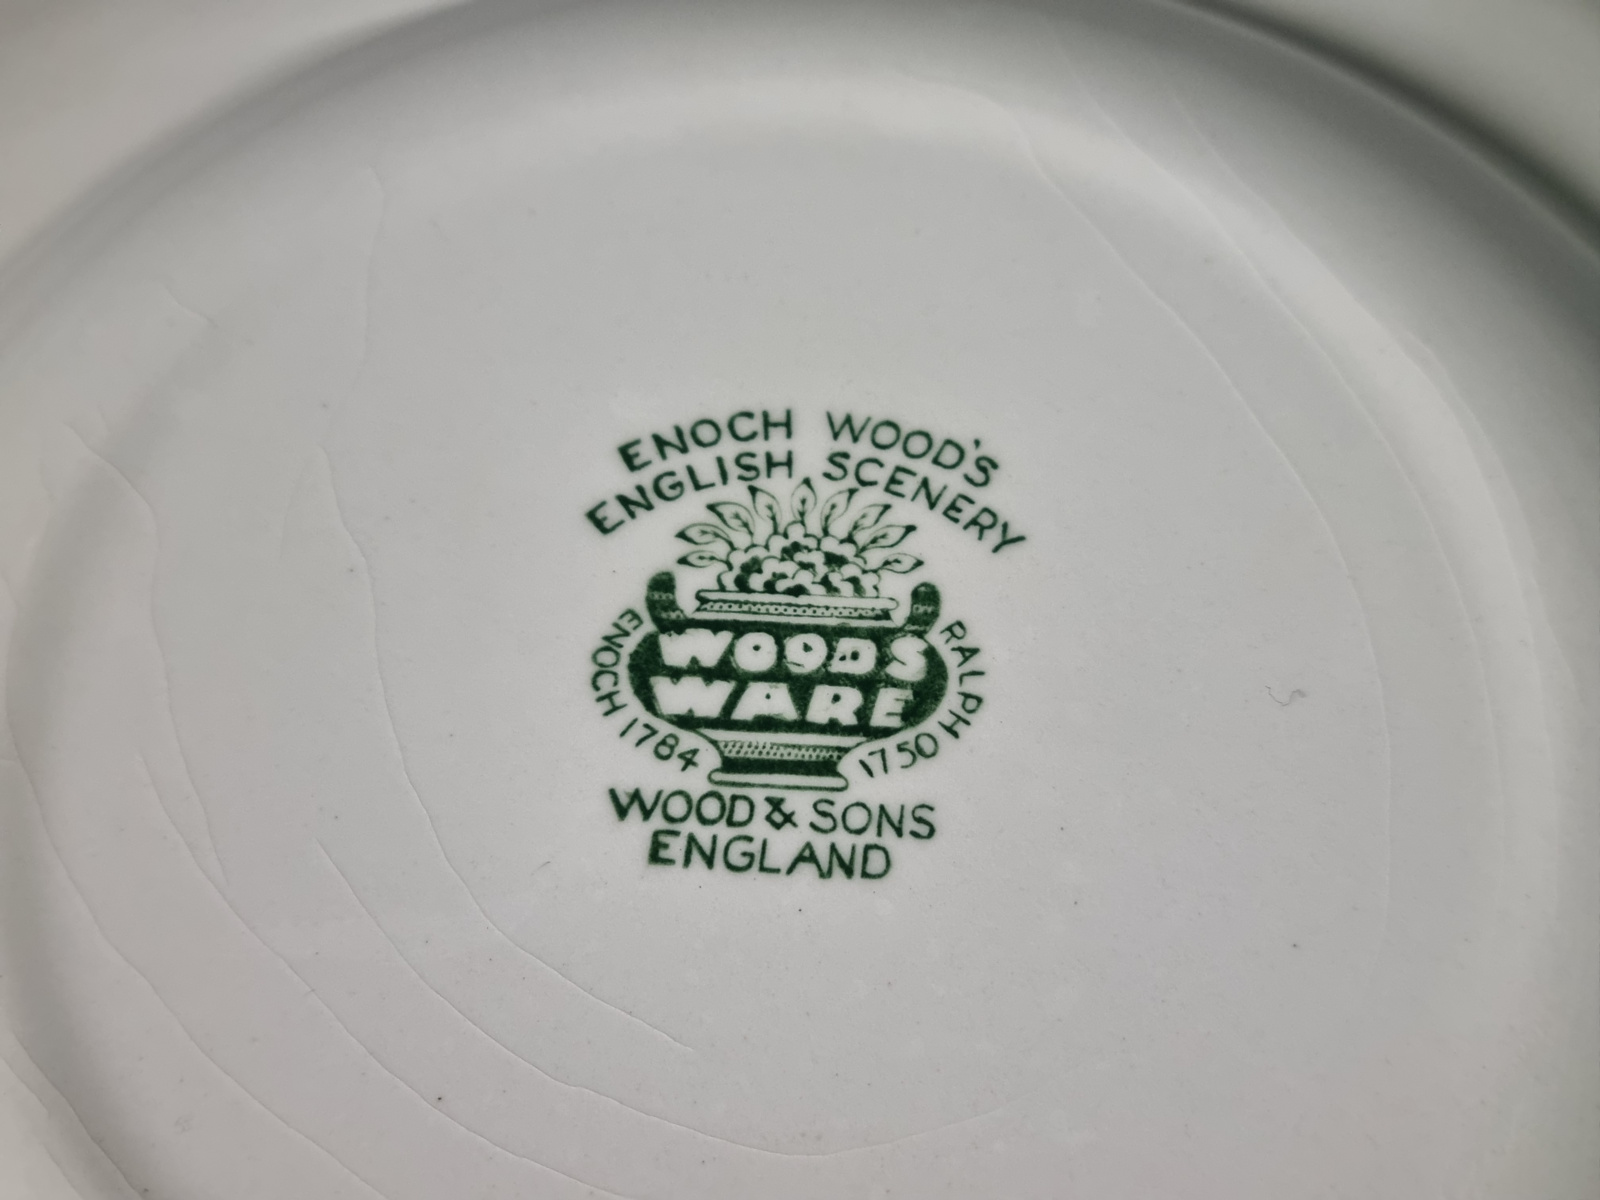 ENOCH WOOD'S
ENGLISH SCENERY
WOODS
WARE
ENOCH 1784
RALPH 1750
WOOD & SONS
ENGLAND